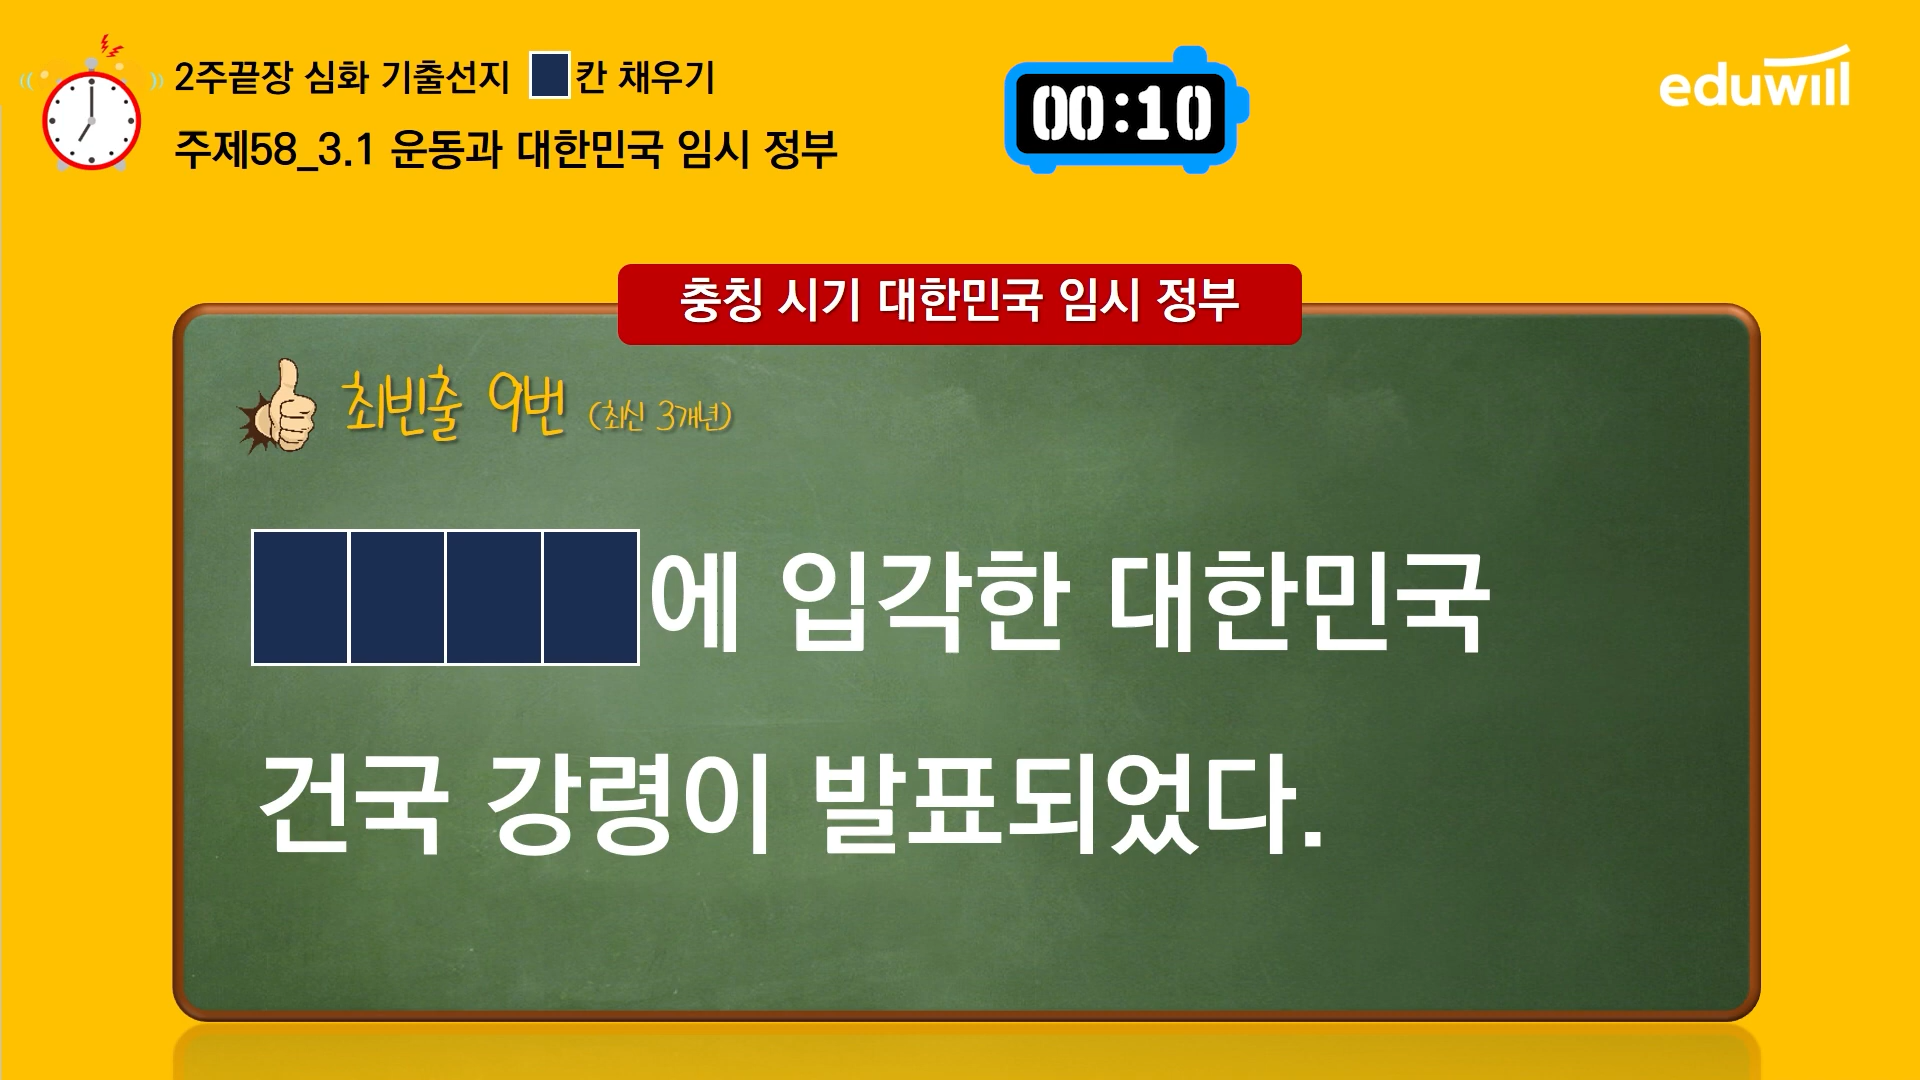 2주끝장 심화 기출선지 칸 채우기
주제58_3.1 운동과 대한민국 임시 정부
00:10
eduwill
충칭 시기 대한민국 임시 정부
최빈출 9번 (최신 3개년)
에 입각한 대한민국
건국 강령이 발표되었다.